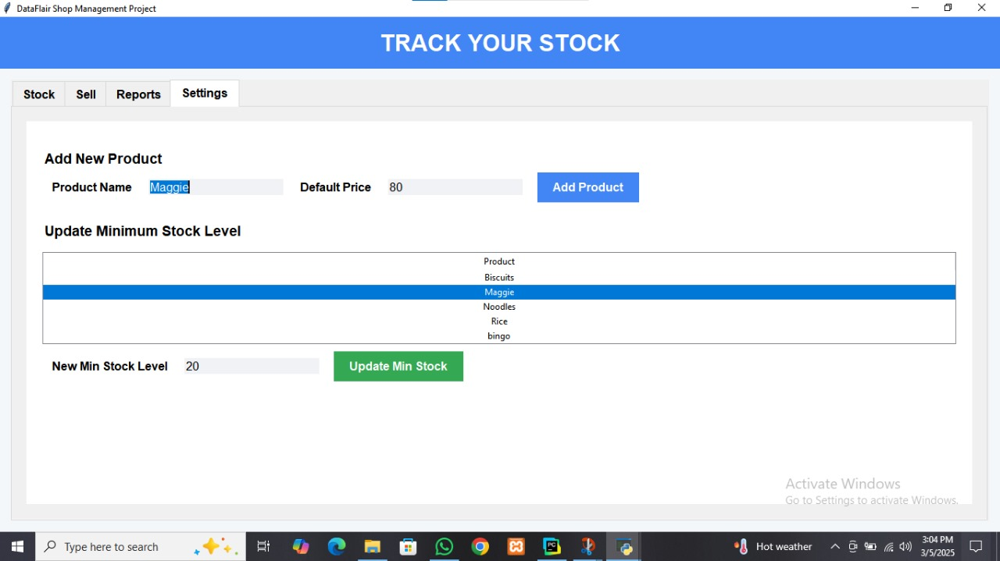 DataFlair Shop Management Project
TRACK YOUR STOCK
Stock Sell Reports Settings
Add New Product
Product Name Maggie Default Price 80 Add Product
Update Minimum Stock Level
Product
Biscuits
Maggie
Noodles
Rice
bingo
New Min Stock Level 20 Update Min Stock
Activate Windows
Go to Settings to activate Windows.
Type here to search
PC
Hot weather
3:04 PM
3/5/2025